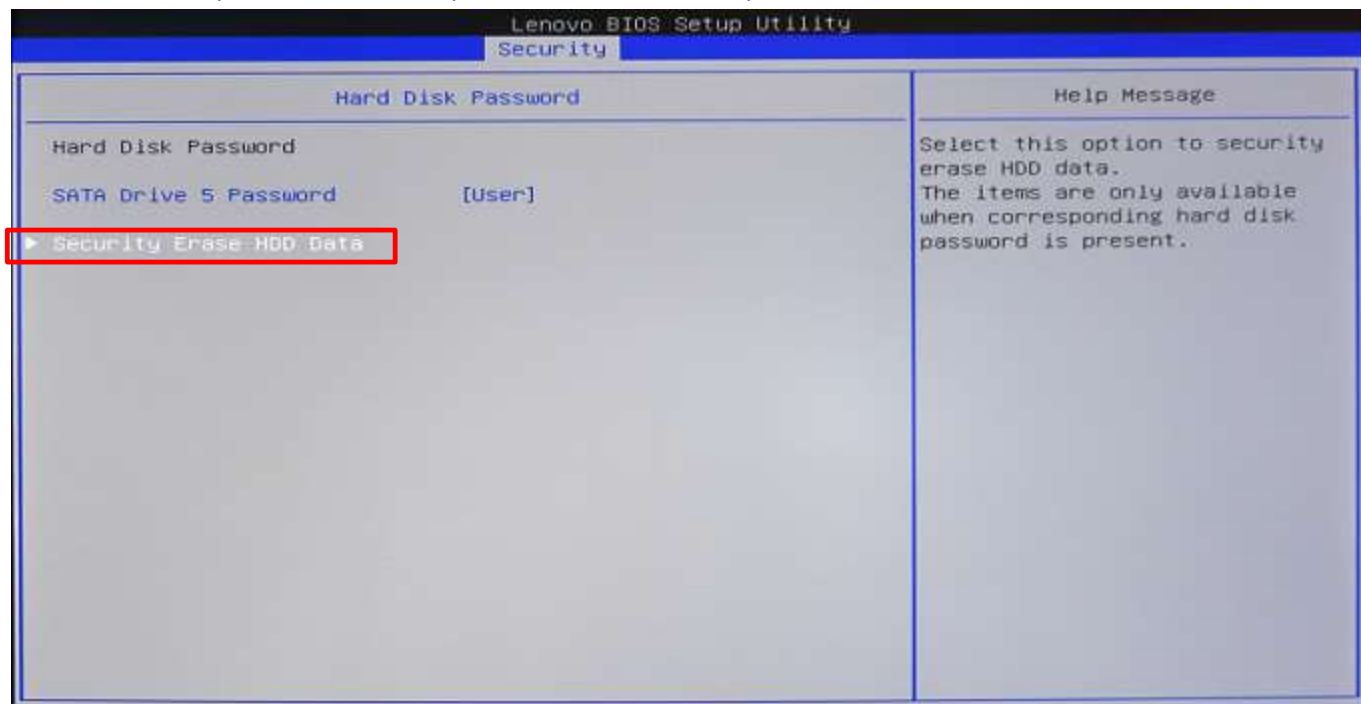 Lenovo BIOS Setup Utility
Security
Hard Disk Password
Hard Disk Password
SATA Drive 5 Password [User]
Security Erase HDD Data
Help Message
Select this option to security
erase HDD data.
The items are only available
when corresponding hard disk
password is present.